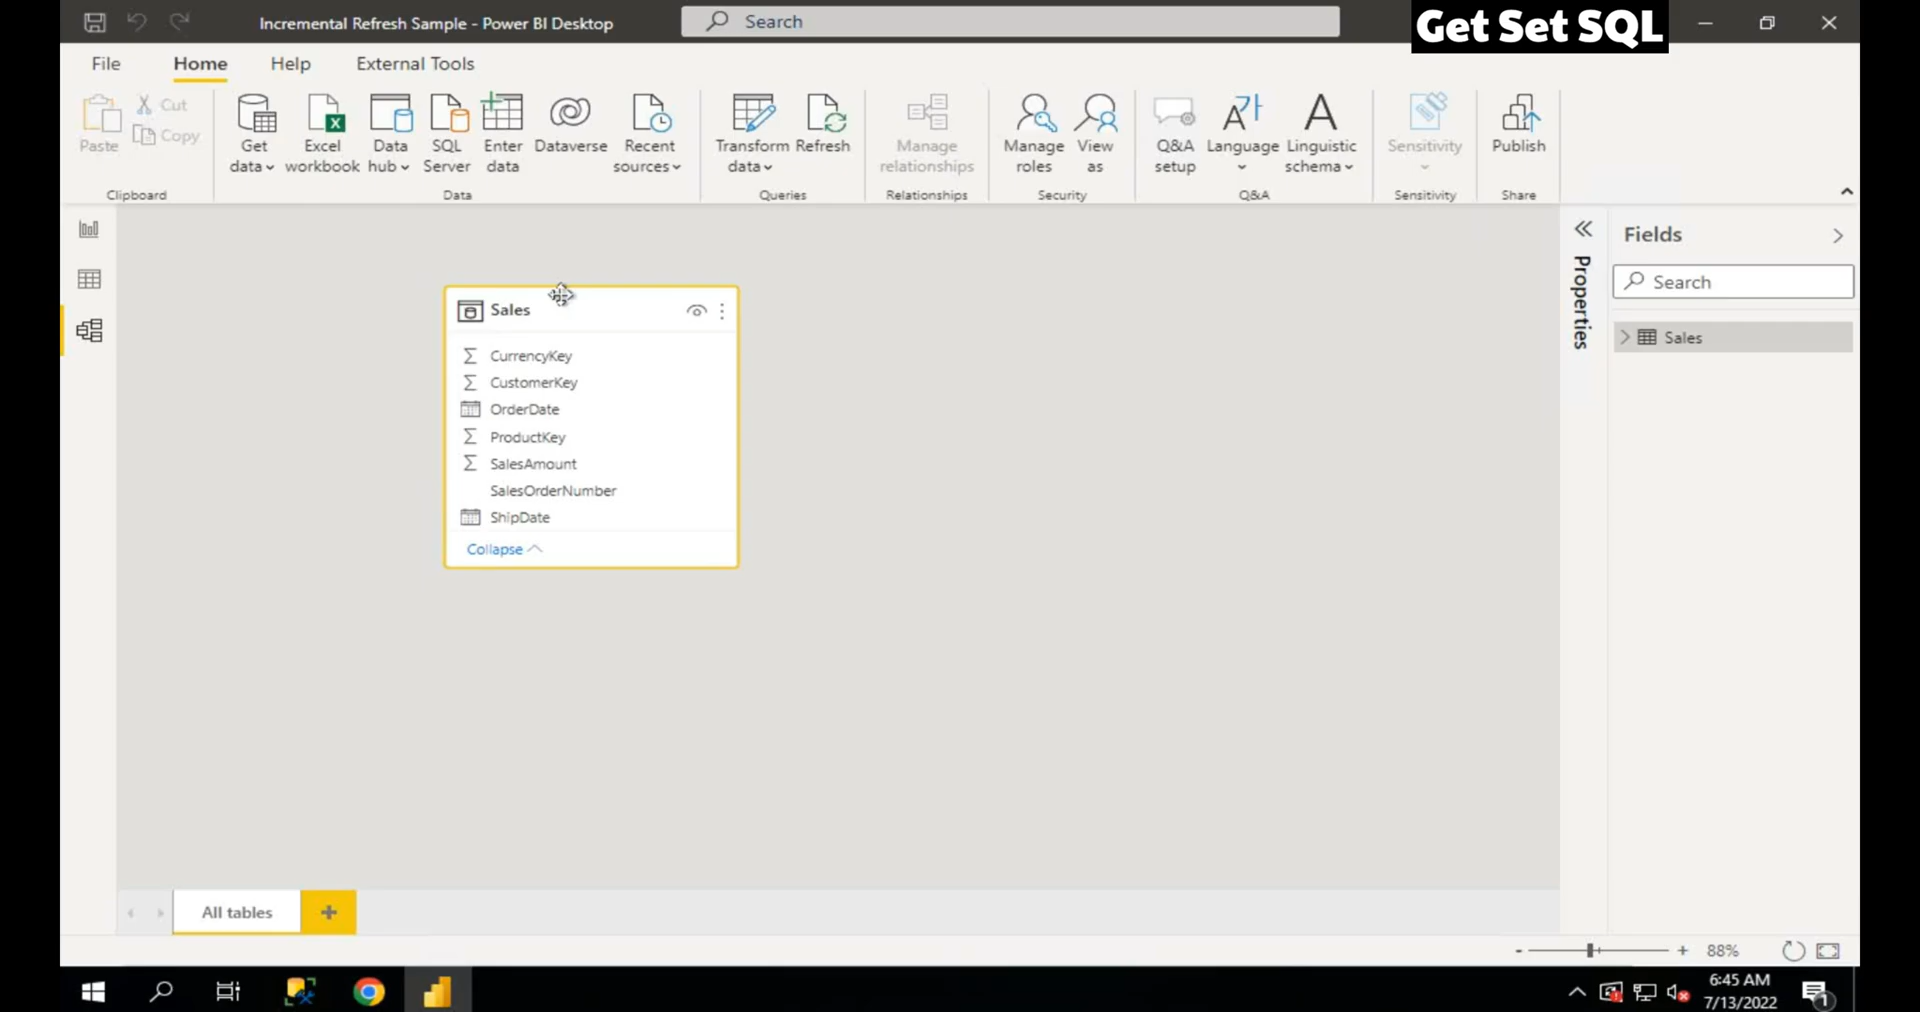 Incremental Refresh Sample - Power BI Desktop
Search
Get Set SQL
File
Home
Help
External Tools
Paste
Cut
Copy
Get
data
Excel
workbook
Data
hub
SQL
Server
Enter
data
Dataverse
Recent
sources
Transform
data
Refresh
Manage
relationships
Manage
roles
View
as
Q&A
setup
Language
Linguistic
schema
Sensitivity
Publish
Clipboard
Data
Queries
Relationships
Security
Q&A
Sensitivity
Share
Sales
CurrencyKey
CustomerKey
OrderDate
ProductKey
SalesAmount
SalesOrderNumber
ShipDate
Collapse
Properties
Fields
Search
Sales
All tables
88%
6:45 AM
7/13/2022
1